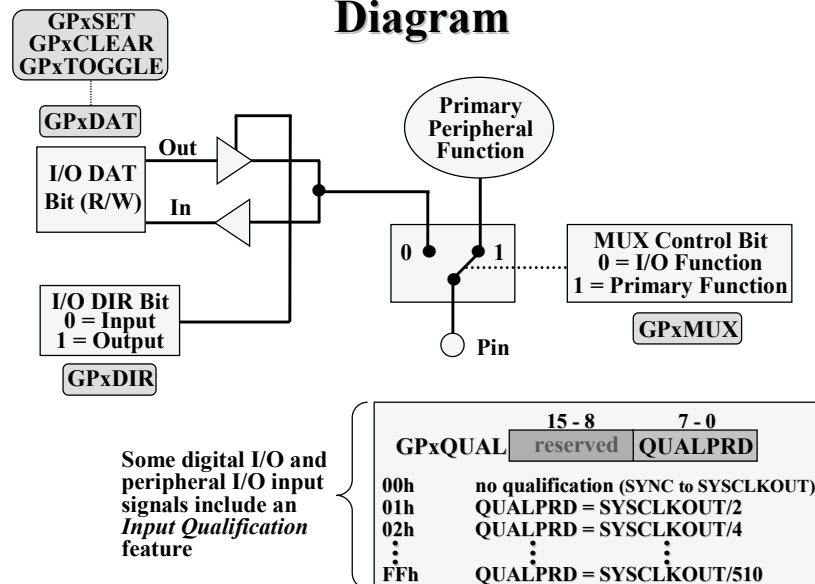 Diagram
GPxSET
GPxCLEAR
GPxTOGGLE
GPxDAT
I/O DAT
Bit (R/W)
Out
In
I/O DIR Bit
0 = Input
1 = Output
GPxDIR
Primary
Peripheral
Function
0
1
Pin
MUX Control Bit
0 = I/O Function
1 = Primary Function
GPxMUX
Some digital I/O and
peripheral I/O input
signals include an
Input Qualification
feature
15 - 8 7 - 0
GPxQUAL reserved QUALPRD
00h no qualification (SYNC to SYSCLKOUT)
01h QUALPRD = SYSCLKOUT/2
02h QUALPRD = SYSCLKOUT/4
FFh QUALPRD = SYSCLKOUT/510